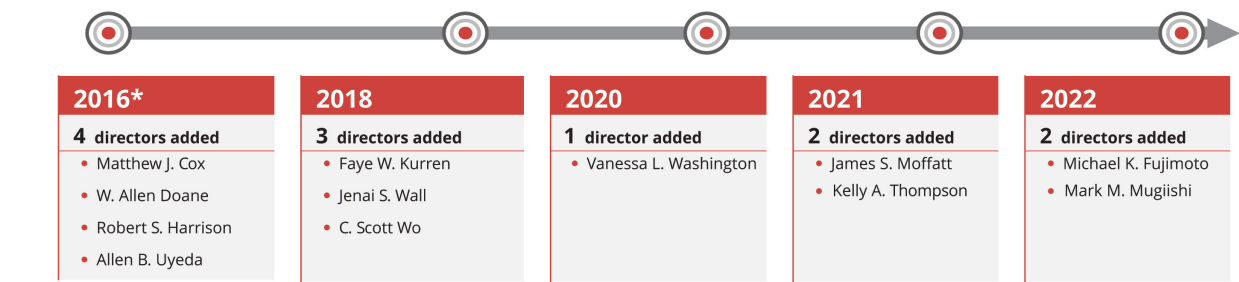 2016*
4 directors added
• Matthew J. Cox
• W. Allen Doane
• Robert S. Harrison
• Allen B. Uyeda
2018
3 directors added
• Faye W. Kurren
• Jenai S. Wall
• C. Scott Wo
2020
1 director added
• Vanessa L. Washington
2021
2 directors added
• James S. Moffatt
• Kelly A. Thompson
2022
2 directors added
• Michael K. Fujimoto
• Mark M. Mugiishi